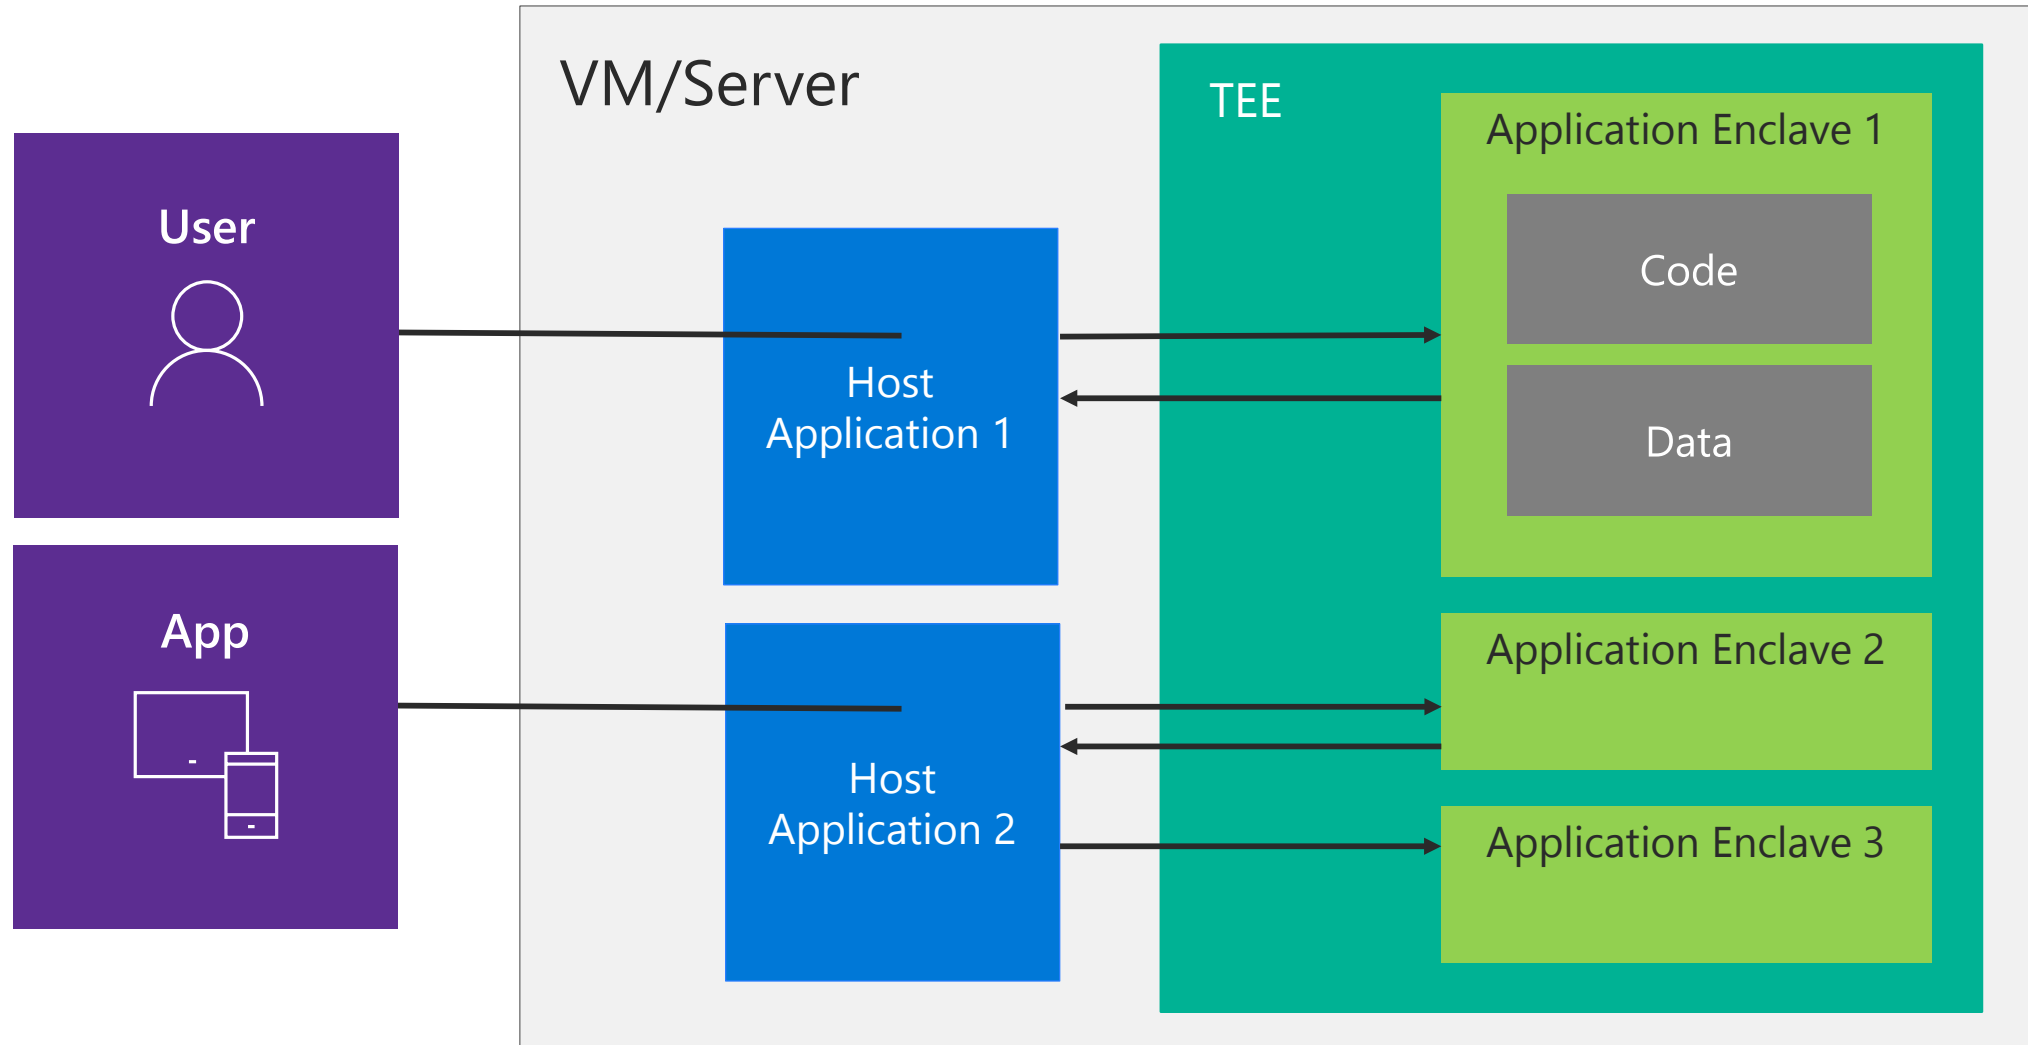 VM/Server
TEE
User
App
Host
Application 1
Host
Application 2
Application Enclave 1
Code
Data
Application Enclave 2
Application Enclave 3